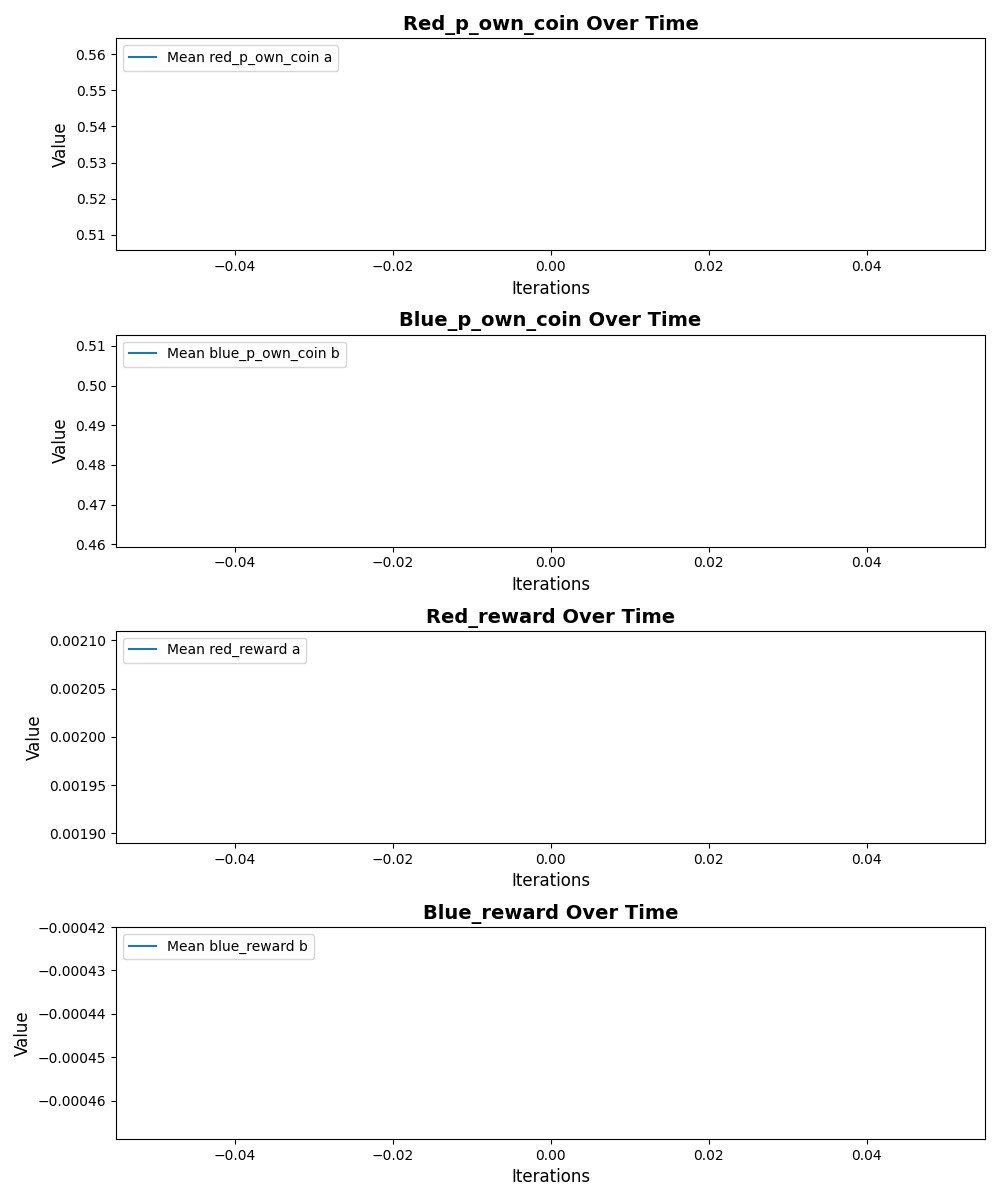 Red_p_own_coin Over Time
Mean red_p_own_coin a
0.56
0.55
0.54
0.53
0.52
0.51
Value
−0.04 −0.02 0.00 0.02 0.04
Iterations
Blue_p_own_coin Over Time
Mean blue_p_own_coin b
0.51
0.50
0.49
0.48
0.47
0.46
Value
−0.04 −0.02 0.00 0.02 0.04
Iterations
Red_reward Over Time
Mean red_reward a
0.00210
0.00205
0.00200
0.00195
0.00190
Value
−0.04 −0.02 0.00 0.02 0.04
Iterations
Blue_reward Over Time
Mean blue_reward b
−0.00042
−0.00043
−0.00044
−0.00045
−0.00046
Value
−0.04 −0.02 0.00 0.02 0.04
Iterations